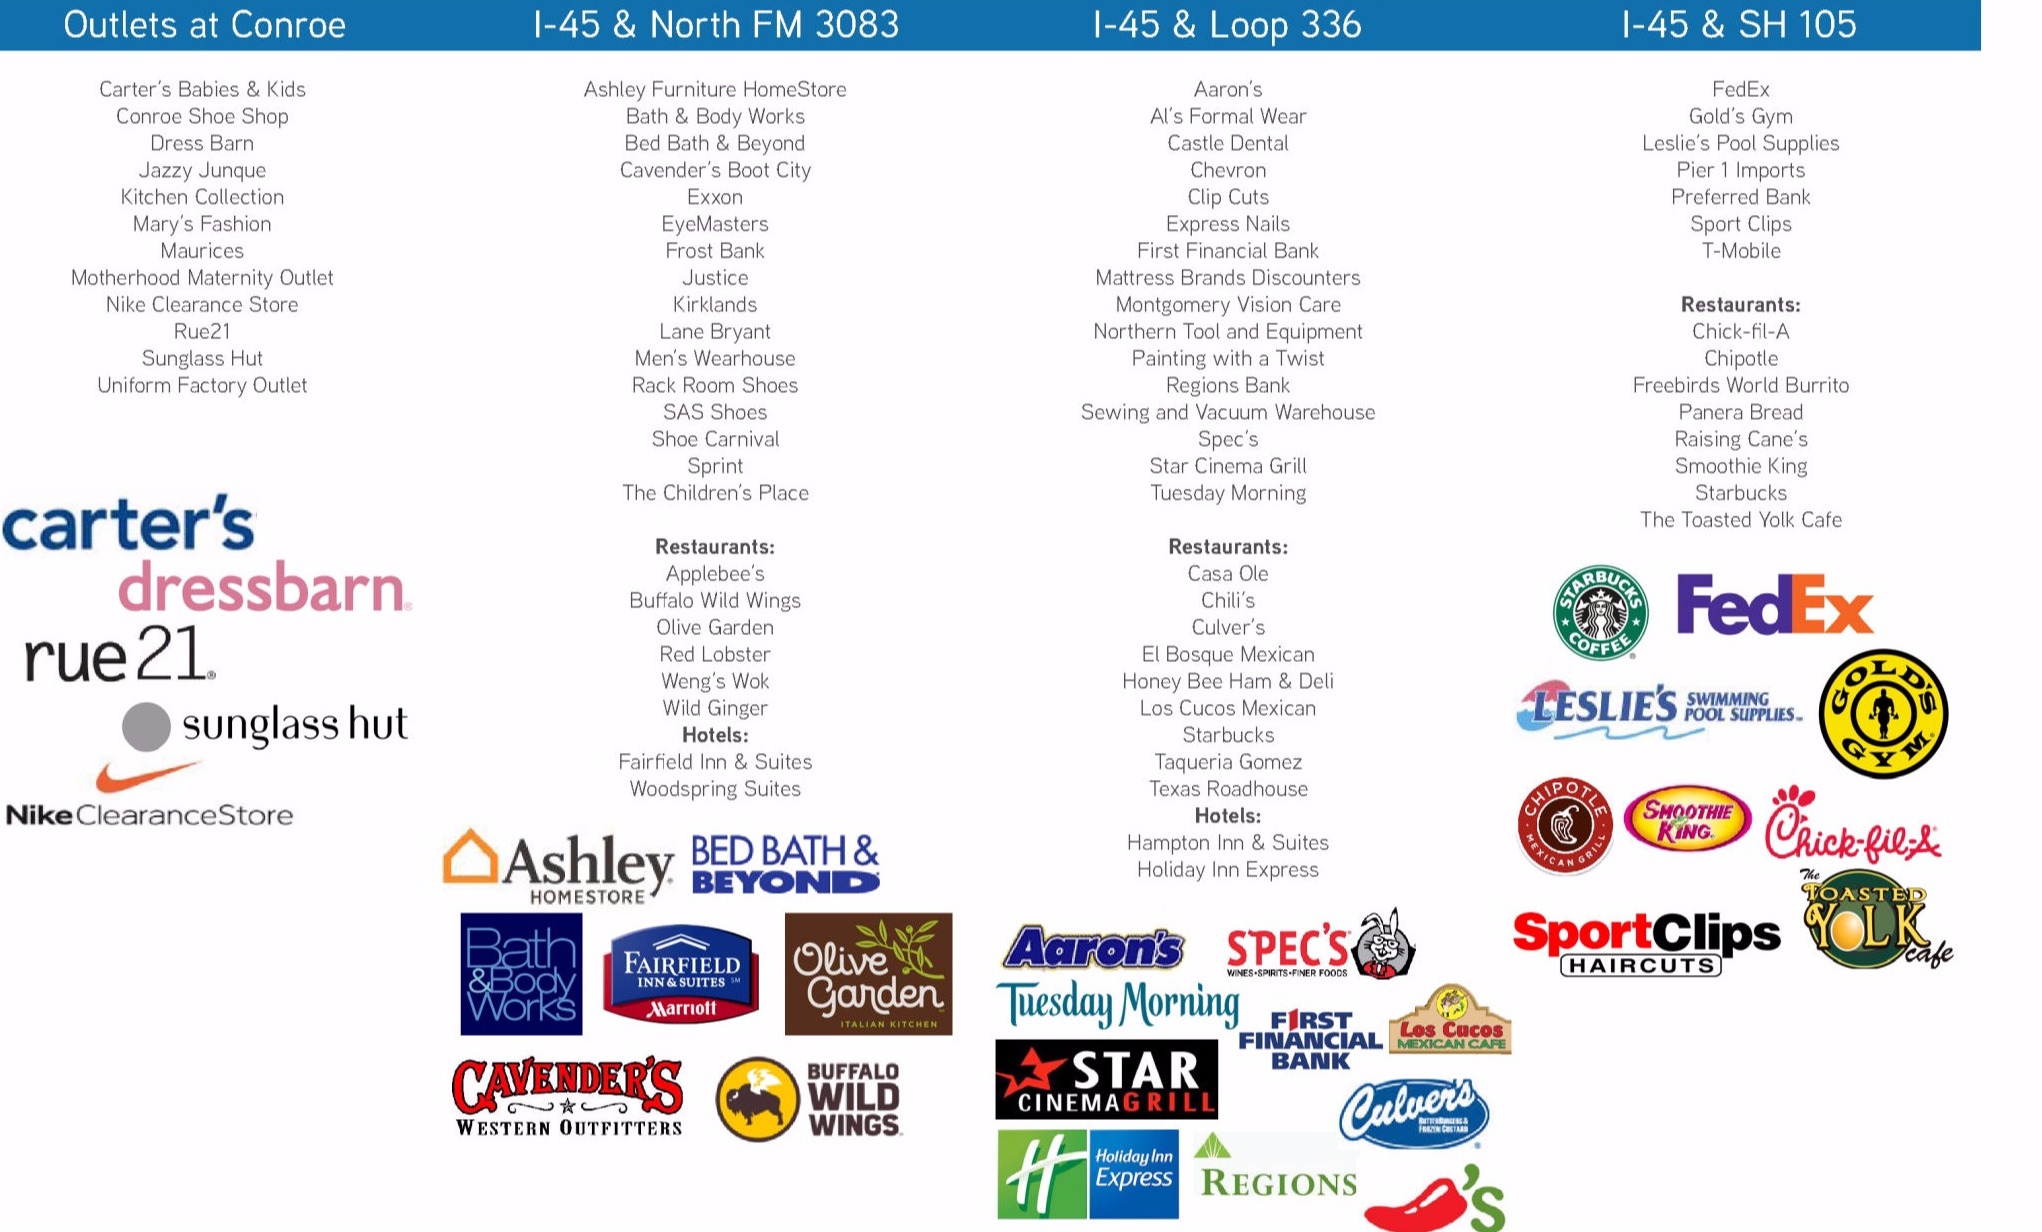 Outlets at Conroe
Carter's Babies & Kids
Conroe Shoe Shop
Dress Barn
Jazzy Junque
Kitchen Collection
Mary's Fashion
Maurices
Motherhood Maternity Outlet
Nike Clearance Store
Rue21
Sunglass Hut
Uniform Factory Outlet
carter's
dressbarn®
rue21®
sunglass hut
NikeClearanceStore
I-45 & North FM 3083
Ashley Furniture HomeStore
Bath & Body Works
Bed Bath & Beyond
Cavender's Boot City
Exxon
EyeMasters
Frost Bank
Justice
Kirklands
Lane Bryant
Men's Wearhouse
Rack Room Shoes
SAS Shoes
Shoe Carnival
Sprint
The Children's Place
Restaurants:
Applebee's
Buffalo Wild Wings
Olive Garden
Red Lobster
Weng's Wok
Wild Ginger
Hotels:
Fairfield Inn & Suites
Woodspring Suites
Ashley
HOMESTORE
BED BATH &
BEYOND
Bath
&Body
Works
FAIRFIELD
INN & SUITES SM
Marriott
Olive
Garden
ITALIAN KITCHEN
CAVENDER'S
WESTERN OUTFITTERS
BUFFALO
WILD
WINGS
I-45 & Loop 336
Aaron's
Al's Formal Wear
Castle Dental
Chevron
Clip Cuts
Express Nails
First Financial Bank
Mattress Brands Discounters
Montgomery Vision Care
Northern Tool and Equipment
Painting with a Twist
Regions Bank
Sewing and Vacuum Warehouse
Spec's
Star Cinema Grill
Tuesday Morning
Restaurants:
Casa Ole
Chili's
Culver's
El Bosque Mexican
Honey Bee Ham & Deli
Los Cucos Mexican
Starbucks
Taqueria Gomez
Texas Roadhouse
Hotels:
Hampton Inn & Suites
Holiday Inn Express
Aaron's
SPEC'S
WINES•SPIRITS•FINER FOODS
Tuesday Morning
FIRST
FINANCIAL
BANK
Los Cucos
MEXICAN CAFE
STAR
CINEMAGRILL
Culver's
BUTTERBURGERS &
FROZEN CUSTARD
H
Holiday Inn
Express
REGIONS
's
I-45 & SH 105
FedEx
Gold's Gym
Leslie's Pool Supplies
Pier 1 Imports
Preferred Bank
Sport Clips
T-Mobile
Restaurants:
Chick-fil-A
Chipotle
Freebirds World Burrito
Panera Bread
Raising Cane's
Smoothie King
Starbucks
The Toasted Yolk Cafe
STARBUCKS
COFFEE
FedEx
LESLIE'S SWIMMING
POOL SUPPLIES
GOLD'S
GYM
CHIPOTLE
MEXICAN GRILL
SMOOTHIE
KING
Chick-fil-A
SportClips
HAIRCUTS
The
TOASTED
YOLK
cafe